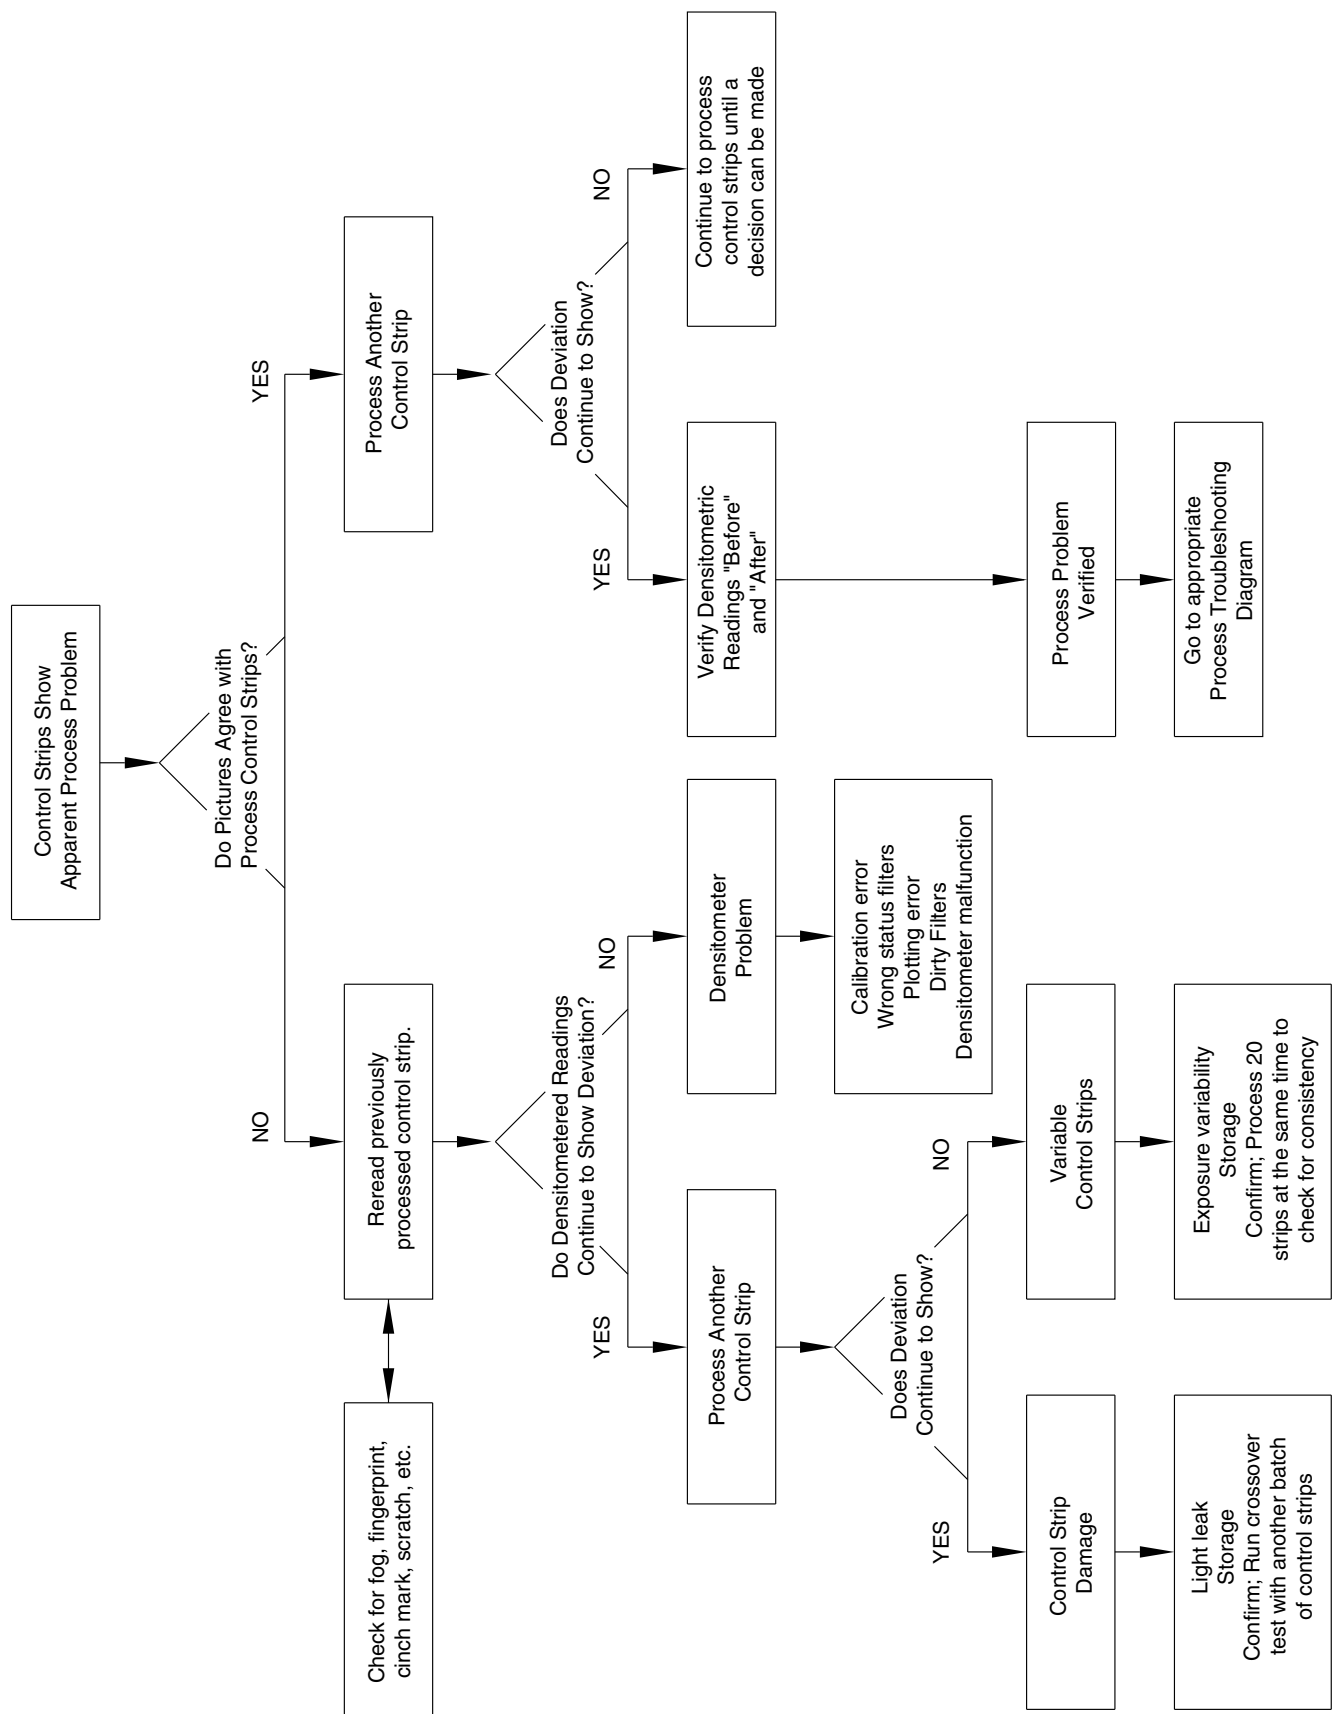 Control Strips Show
Apparent Process Problem
Do Pictures Agree with
Process Control Strips?
NO
YES
Check for fog, fingerprint,
cinch mark, scratch, etc.
Reread previously
processed control strip.
Process Another
Control Strip
Do Densitometered Readings
Continue to Show Deviation?
YES
NO
Does Deviation
Continue to Show?
YES
NO
Process Another
Control Strip
Densitometer
Problem
Verify Densitometric
Readings "Before"
and "After"
Continue to process
control strips until a
decision can be made
Does Deviation
Continue to Show?
YES
NO
Calibration error
Wrong status filters
Plotting error
Dirty Filters
Densitometer malfunction
Control Strip
Damage
Variable
Control Strips
Process Problem
Verified
Light leak
Storage
Confirm; Run crossover
test with another batch
of control strips
Exposure variability
Storage
Confirm; Process 20
strips at the same time to
check for consistency
Go to appropriate
Process Troubleshooting
Diagram